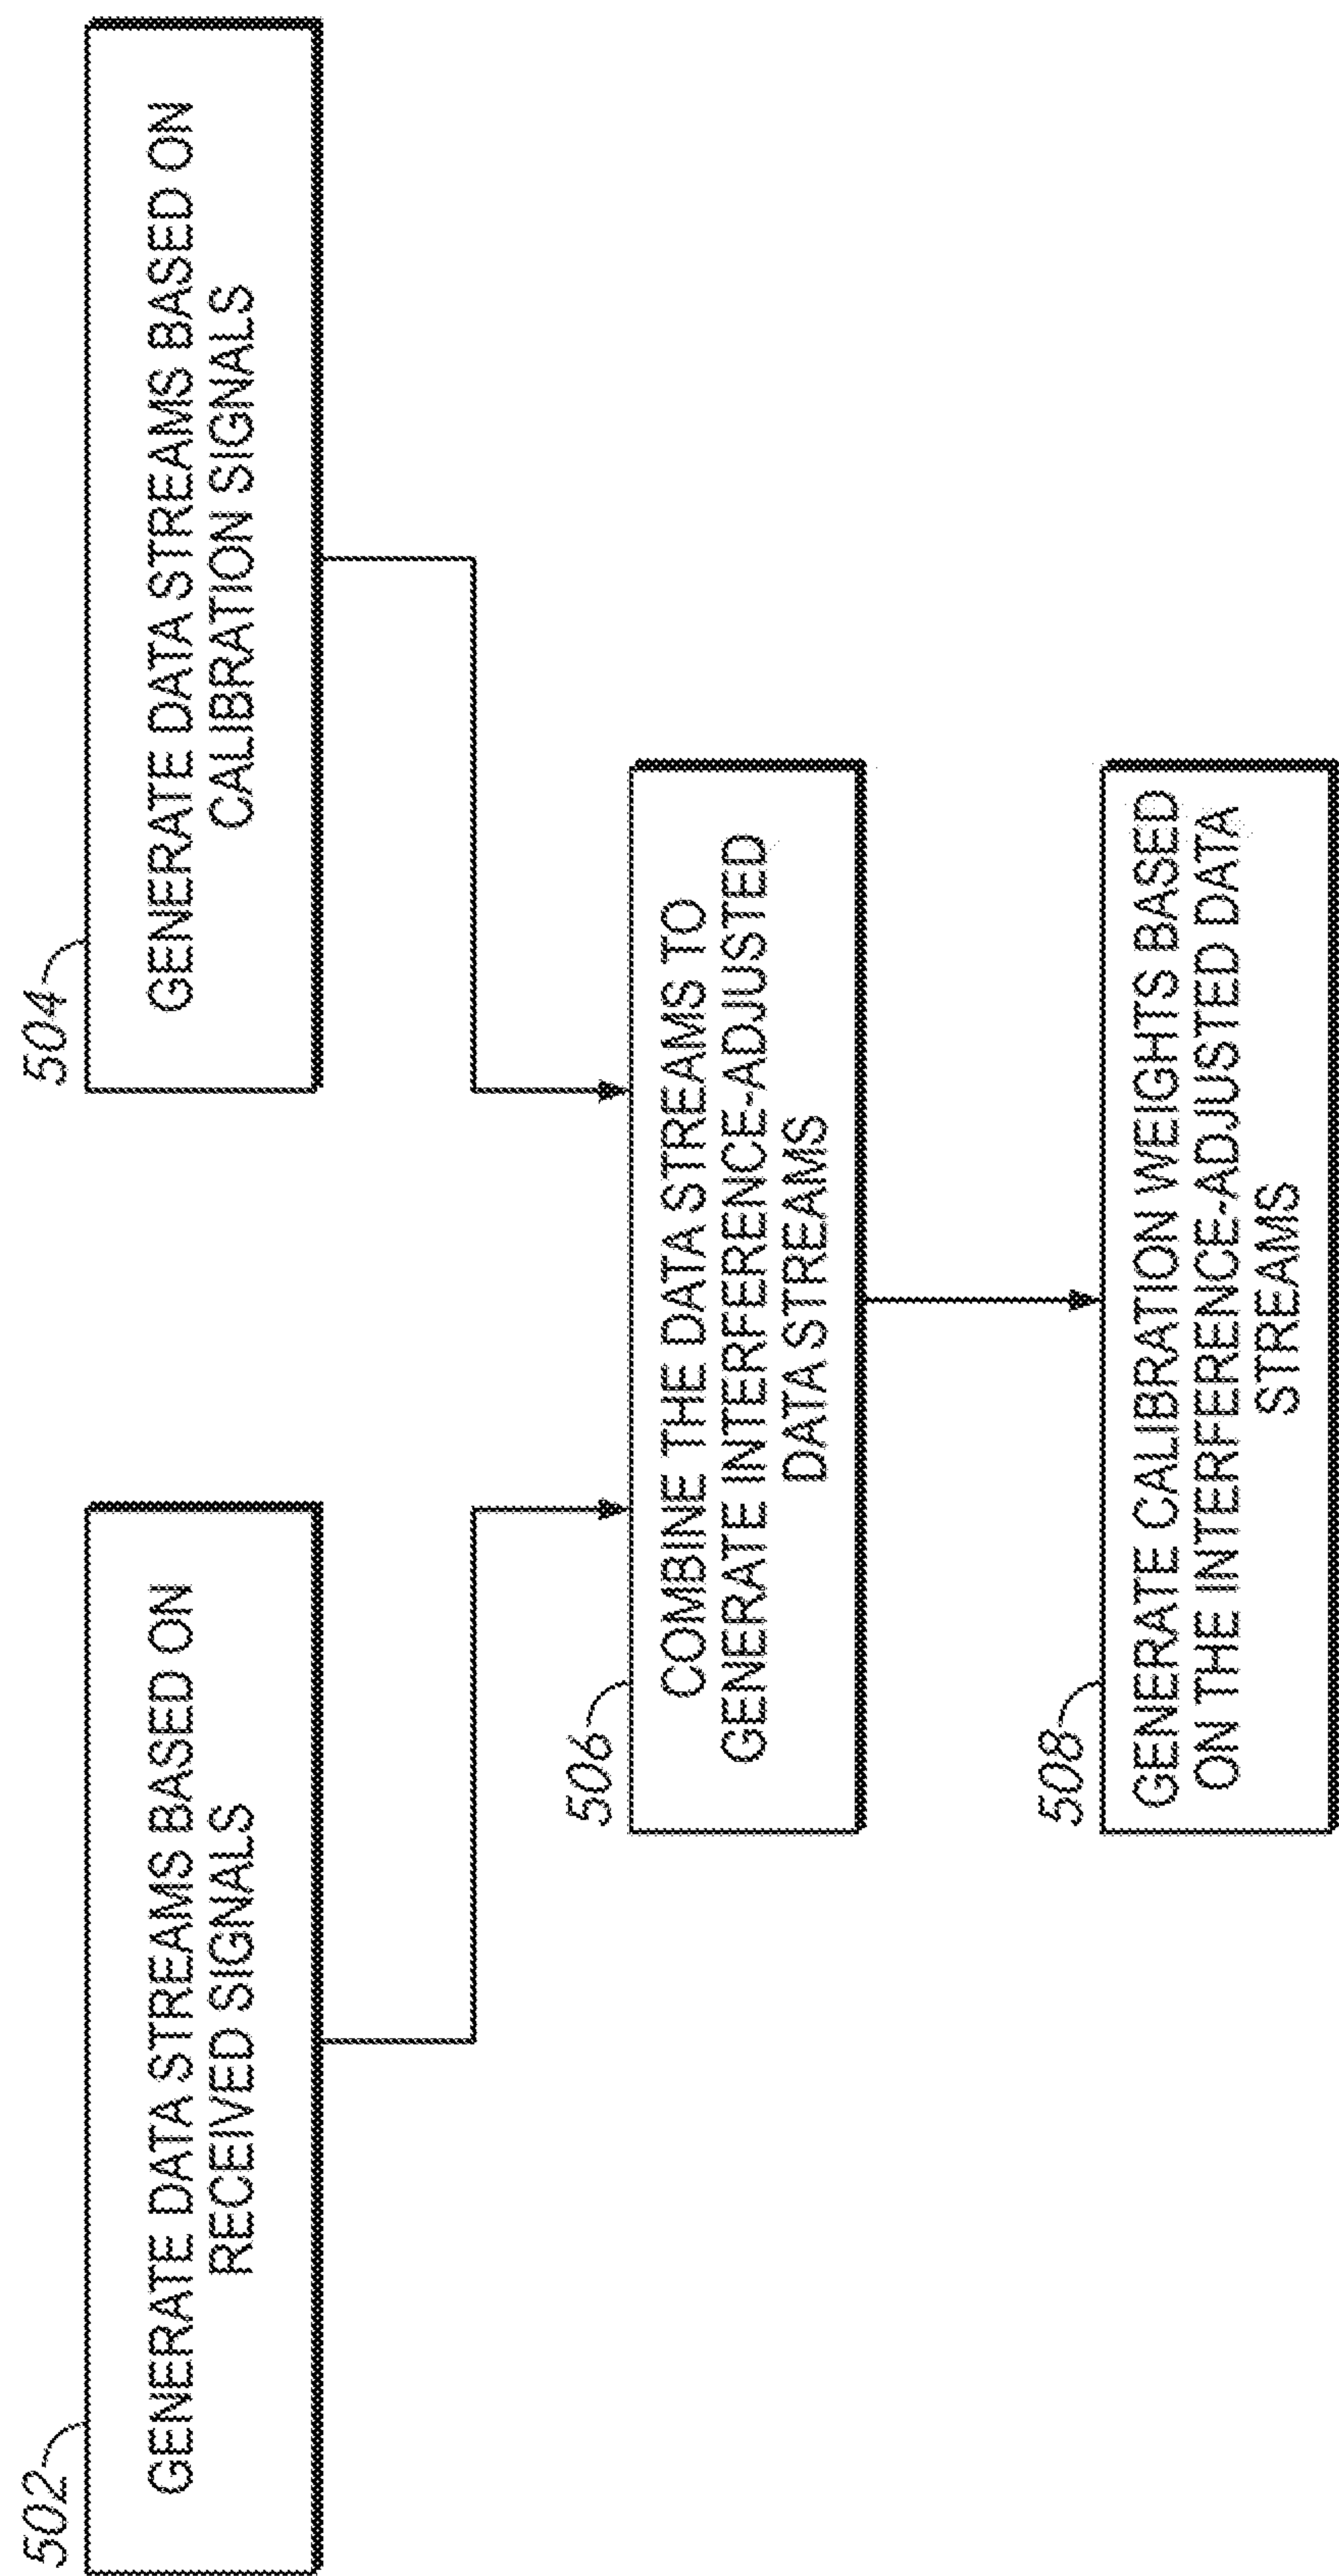 502
GENERATE DATA STREAMS BASED ON
RECEIVED SIGNALS
504
GENERATE DATA STREAMS BASED ON
CALIBRATION SIGNALS
506
COMBINE THE DATA STREAMS TO
GENERATE INTERFERENCE-ADJUSTED
DATA STREAMS
508
GENERATE CALIBRATION WEIGHTS BASED
ON THE INTERFERENCE-ADJUSTED DATA
STREAMS